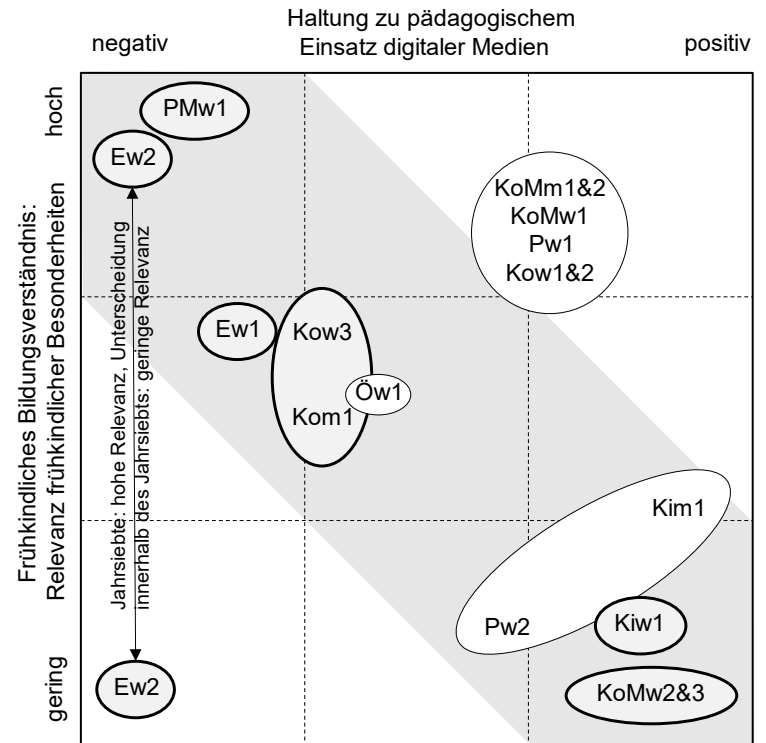 Haltung zu pädagogischem
negativ Einsatz digitaler Medien positiv
hoch
Frühkindliches Bildungsverständnis:
Relevanz frühkindlicher Besonderheiten
gering
PMw1
Ew2
KoMm1&2
KoMw1
Pw1
Kow1&2
Jahrsiebte: hohe Relevanz, Unterscheidung
innerhalb des Jahrsiebts: geringe Relevanz
Ew1
Kow3
Öw1
Kom1
Kim1
Pw2
Kiw1
Ew2
KoMw2&3